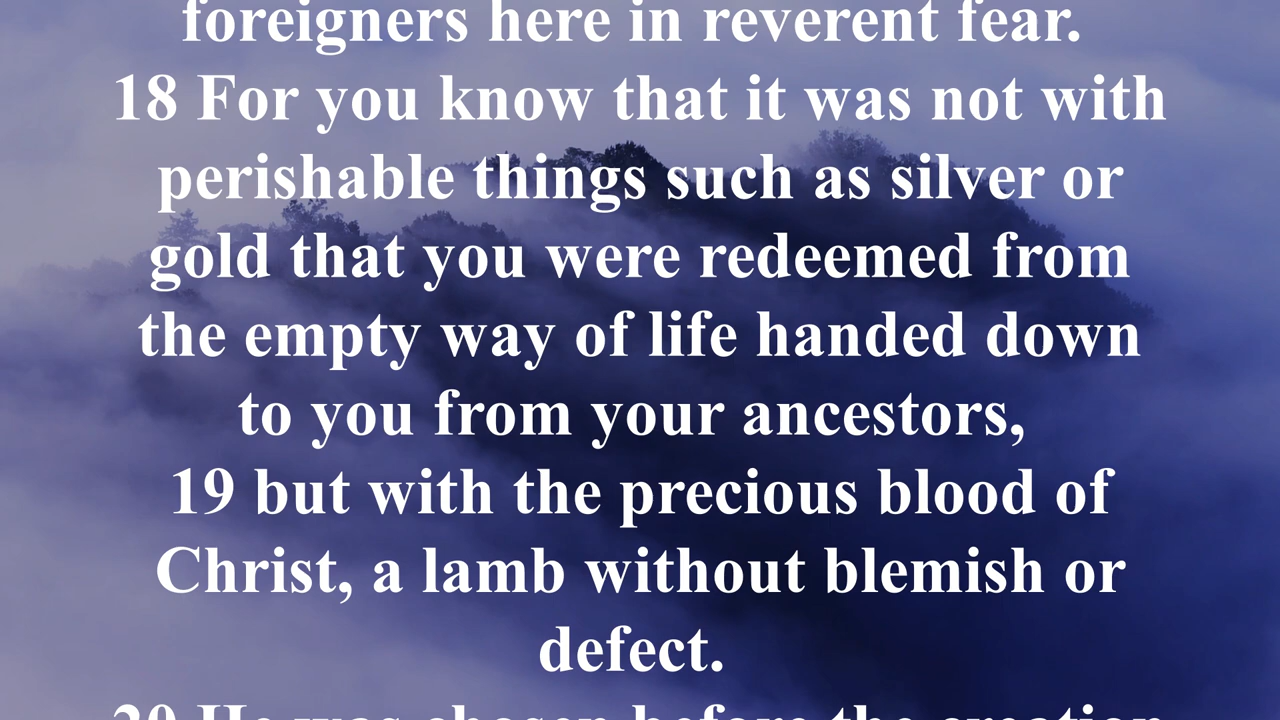 foreigners here in reverent fear.
18 For you know that it was not with
perishable things such as silver or
gold that you were redeemed from
the empty way of life handed down
to you from your ancestors,
19 but with the precious blood of
Christ, a lamb without blemish or
defect.
20 He was chosen before the creation